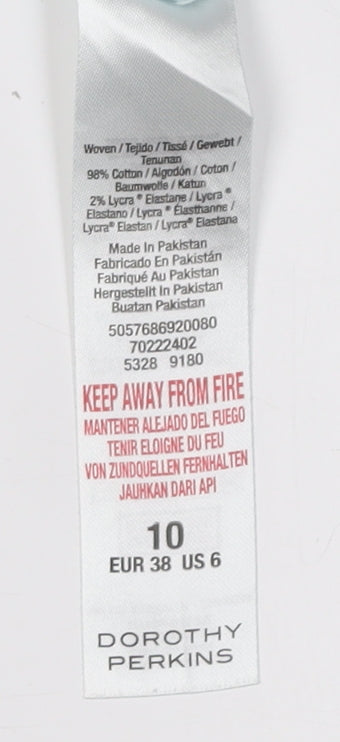 Woven / Tejido / Tissé / Gewebt /
Tenunan
98% Cotton / Algodón / Coton /
Baumwolle / Katun
2% Lycra ® Elastane / Lycra ®
Elastano / Lycra ® Élasthanne /
Lycra® Elastan / Lycra® Elastana
Made In Pakistan
Fabricado En Pakistán
Fabriqué Au Pakistan
Hergestellt In Pakistan
Buatan Pakistan
5057686920080
70222402
5328 9180
KEEP AWAY FROM FIRE
MANTENER ALEJADO DEL FUEGO
TENIR ELOIGNE DU FEU
VON ZUNDQUELLEN FERNHALTEN
JAUHKAN DARI API
10
EUR 38 US 6
DOROTHY
PERKINS